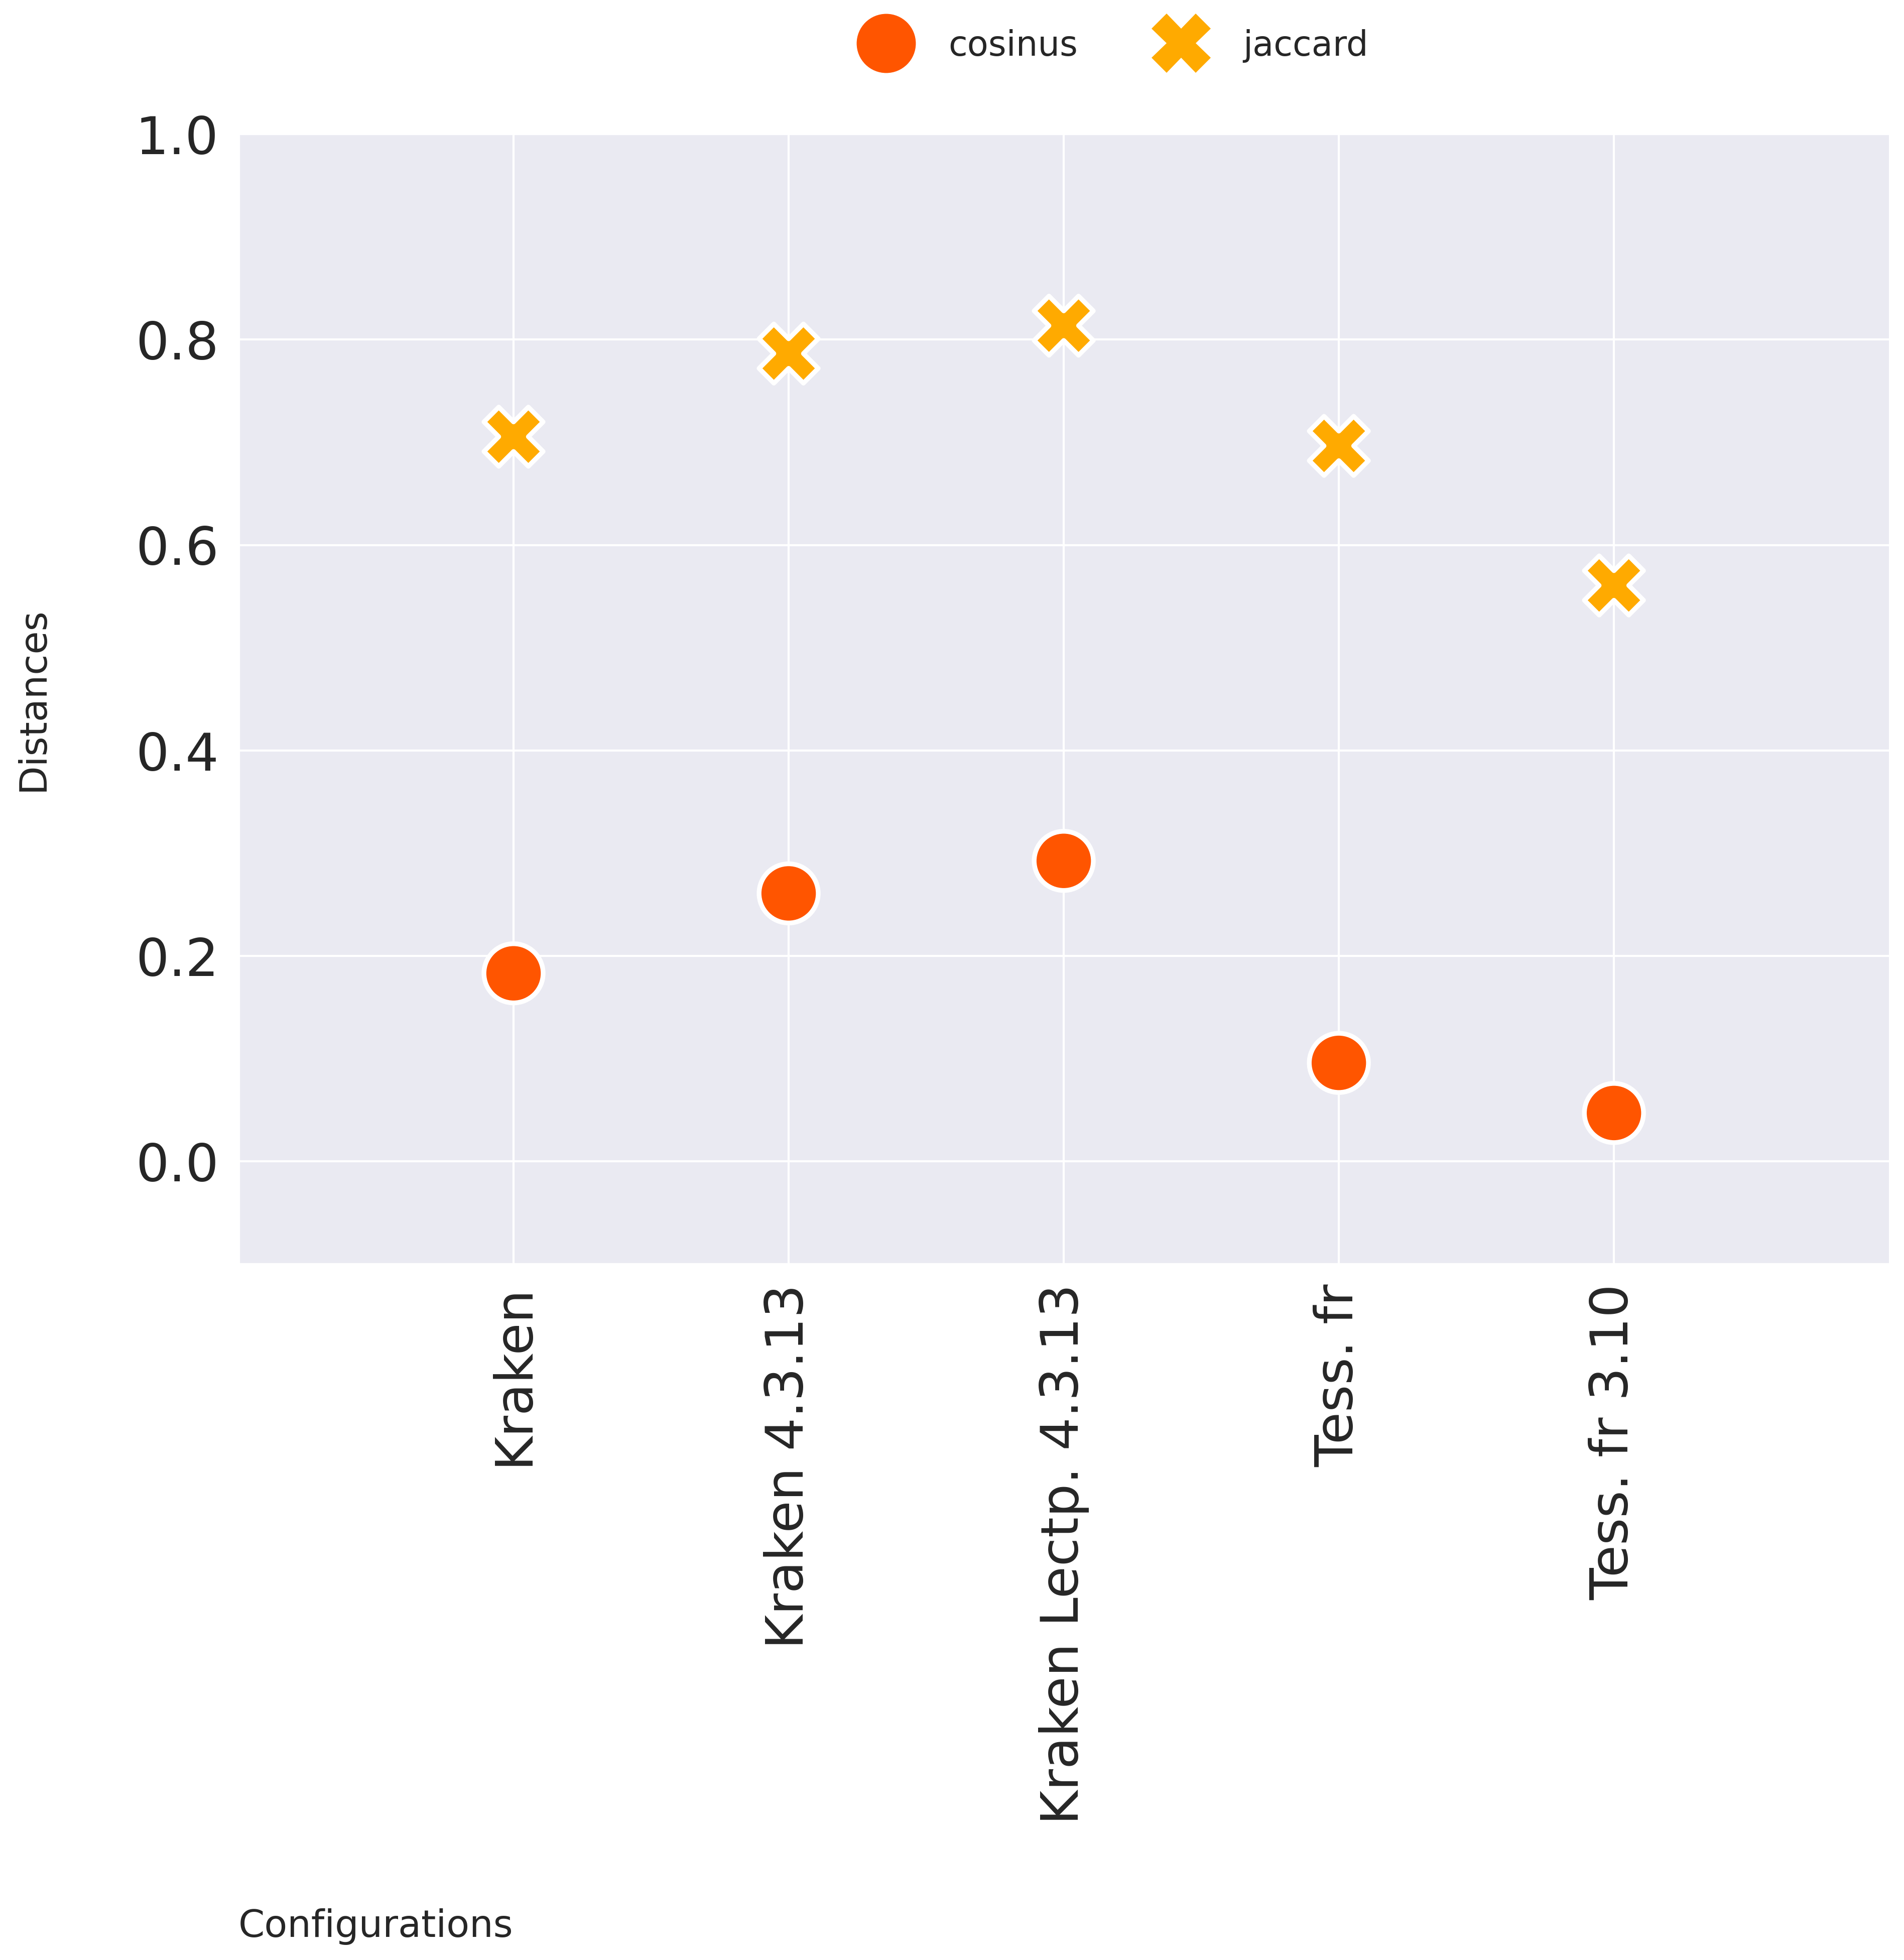 cosinus
jaccard
1.0
0.8
0.6
0.4
0.2
0.0
Distances
Kraken
Kraken 4.3.13
Kraken Lectp. 4.3.13
Tess. fr
Tess. fr 3.10
Configurations